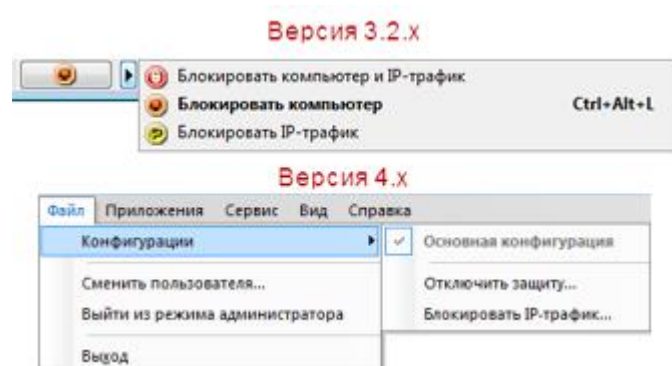 Версия 3.2.x
Блокировать компьютер и IP-трафик
Блокировать компьютер Ctrl+Alt+L
Блокировать IP-трафик
Версия 4.x
Файл Приложения Сервис Вид Справка
Конфигурации Основная конфигурация
Сменить пользователя... Отключить защиту...
Выйти из режима администратора Блокировать IP-трафик...
Выход